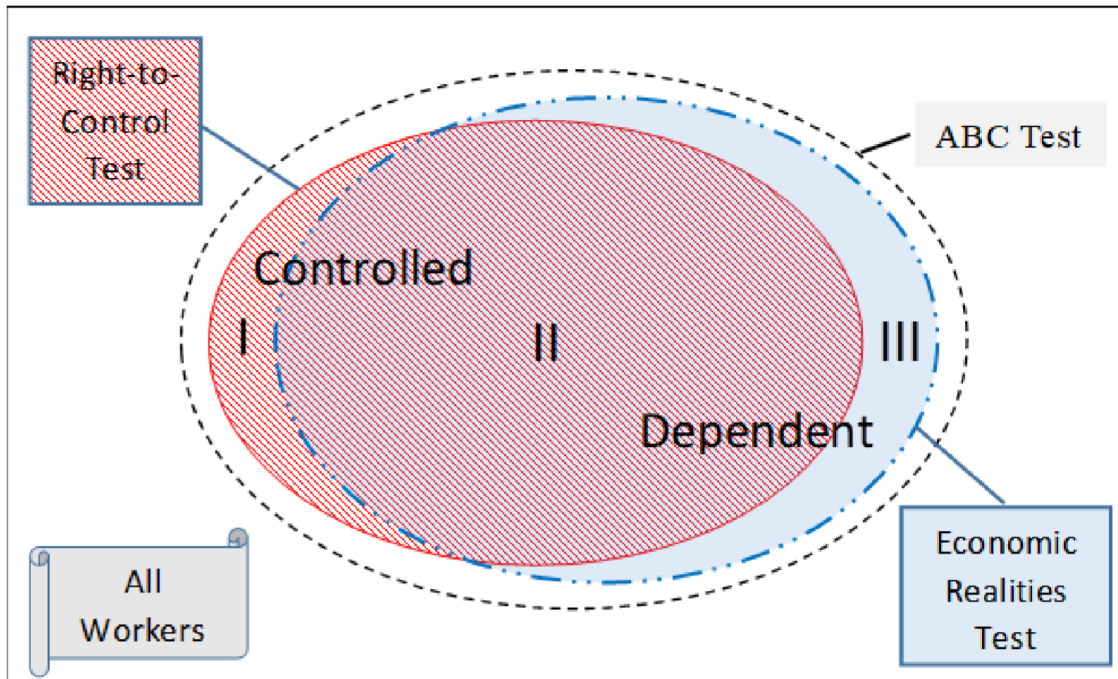 Right-to-
Control
Test
ABC Test
Controlled
I
II
III
Dependent
Economic
Realities
Test
All
Workers